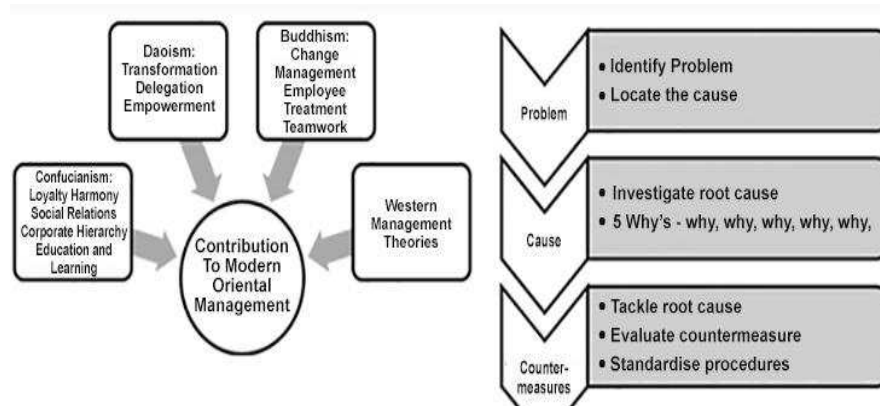 Daoism:
Transformation
Delegation
Empowerment
Buddhism:
Change
Management
Employee
Treatment
Teamwork
Confucianism:
Loyalty Harmony
Social Relations
Corporate Hierarchy
Education and
Learning
Contribution
To Modern
Oriental
Management
Western
Management
Theories
Problem
• Identify Problem
• Locate the cause
Cause
• Investigate root cause
• 5 Why's - why, why, why, why, why,
Counter-
measures
• Tackle root cause
• Evaluate countermeasure
• Standardise procedures